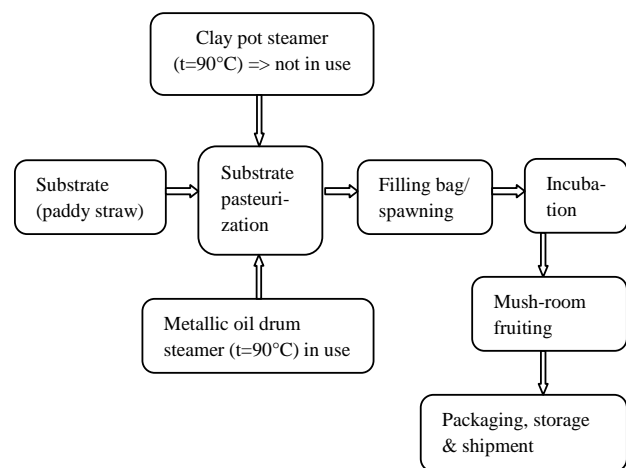 Clay pot steamer
(t=90°C) => not in use
Substrate
(paddy straw)
Substrate
pasteuri-
zation
Filling bag/
spawning
Incuba-
tion
Metallic oil drum
steamer (t=90°C) in use
Mush-room
fruiting
Packaging, storage
& shipment